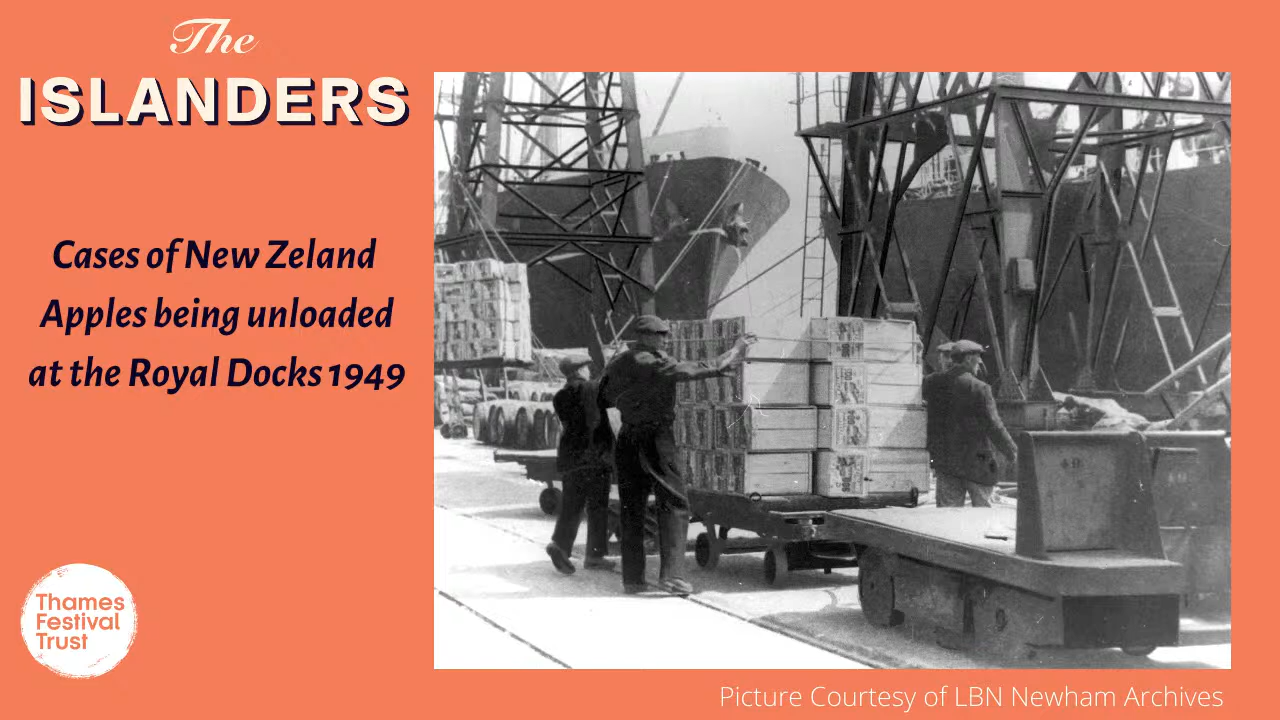 The
ISLANDERS
Cases of New Zeland
Apples being unloaded
at the Royal Docks 1949
Thames
Festival
Trust
Picture Courtesy of LBN Newham Archives